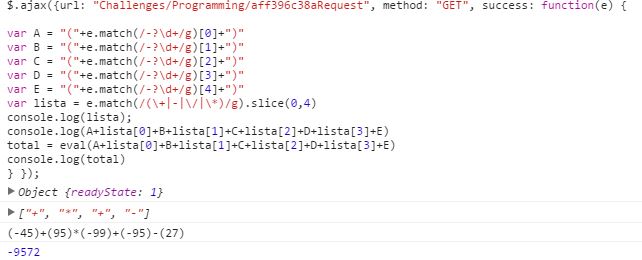 $.ajax({url: "Challenges/Programming/aff396c38aRequest", method: "GET", success: function(e) {
var A = "("+e.match(/-?\d+/g)[0]+")"
var B = "("+e.match(/-?\d+/g)[1]+")"
var C = "("+e.match(/-?\d+/g)[2]+")"
var D = "("+e.match(/-?\d+/g)[3]+")"
var E = "("+e.match(/-?\d+/g)[4]+")"
var lista = e.match(/(\+|-|\/|\*)/g).slice(0,4)
console.log(lista);
console.log(A+lista[0]+B+lista[1]+C+lista[2]+D+lista[3]+E)
total = eval(A+lista[0]+B+lista[1]+C+lista[2]+D+lista[3]+E)
console.log(total)
} });
Object {readyState: 1}
["+", "*", "+", "-"]
(-45)+(95)*(-99)+(-95)-(27)
-9572